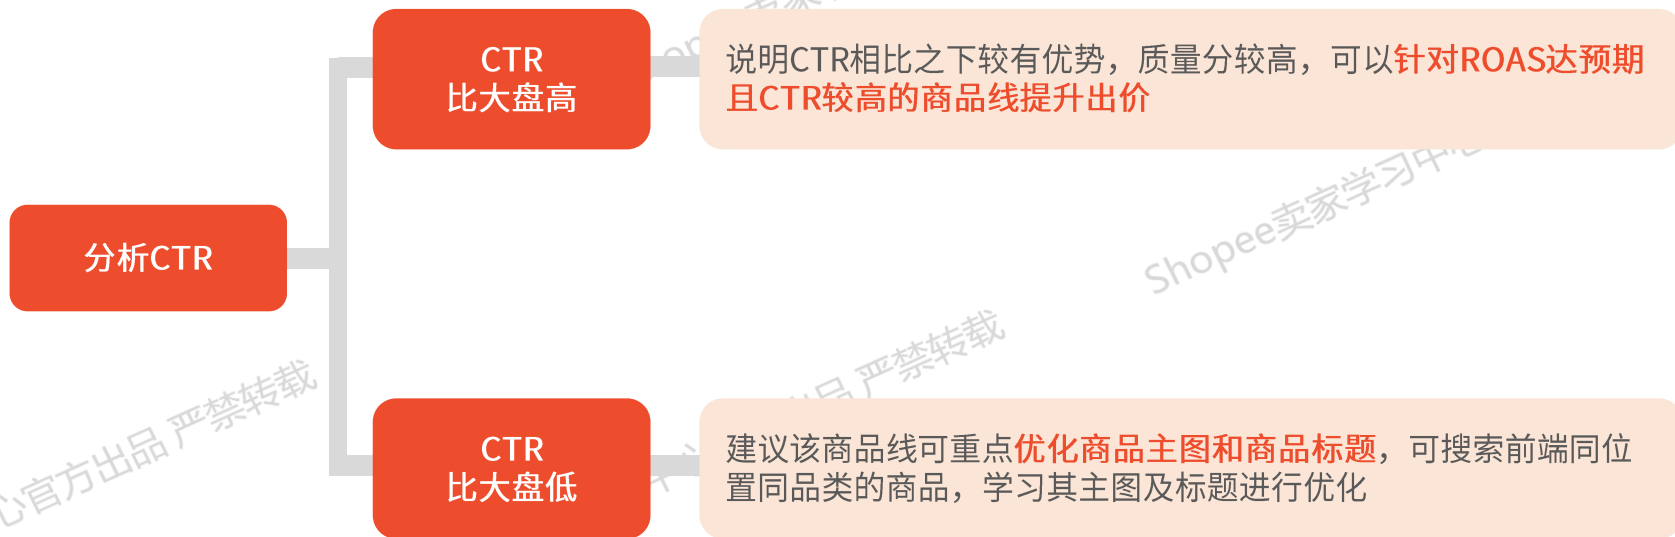 CTR
比大盘高
说明CTR相比之下较有优势，质量分较高，可以针对ROAS达预期
且CTR较高的商品线提升出价
分析CTR
Shopee卖家学习中心
出品 严禁转载
心官方出品 严禁转载
CTR
比大盘低
建议该商品线可重点优化商品主图和商品标题，可搜索前端同位
置同品类的商品，学习其主图及标题进行优化